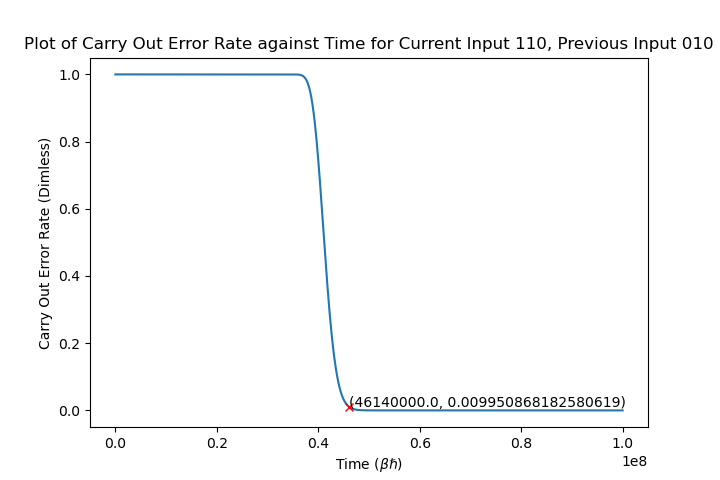 Plot of Carry Out Error Rate against Time for Current Input 110, Previous Input 010
Carry Out Error Rate (Dimless)
1.0
0.8
0.6
0.4
0.2
0.0
(46140000.0, 0.009950868182580619)
0.0 0.2 0.4 0.6 0.8 1.0
1e8
Time (βħ)